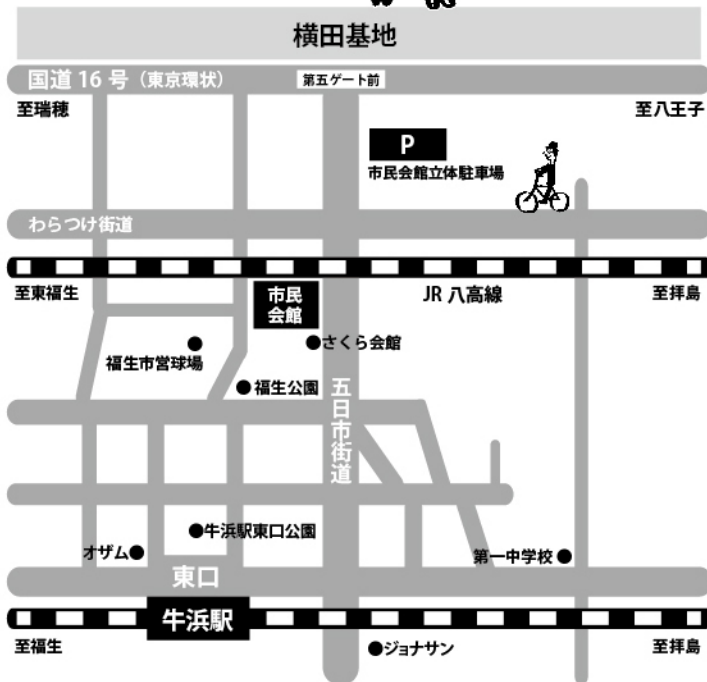 横田基地
国道16号(東京環状)
第五ゲート前
至瑞穂
至八王子
P
市民会館立体駐車場
わらつけ街道
至東福生
市民
会館
JR 八高線
至拝島
さくら会館
福生市営球場
福生公園
五日市街道
牛浜駅東口公園
オザム
第一中学校
東口
牛浜駅
至福生
ジョナサン
至拝島